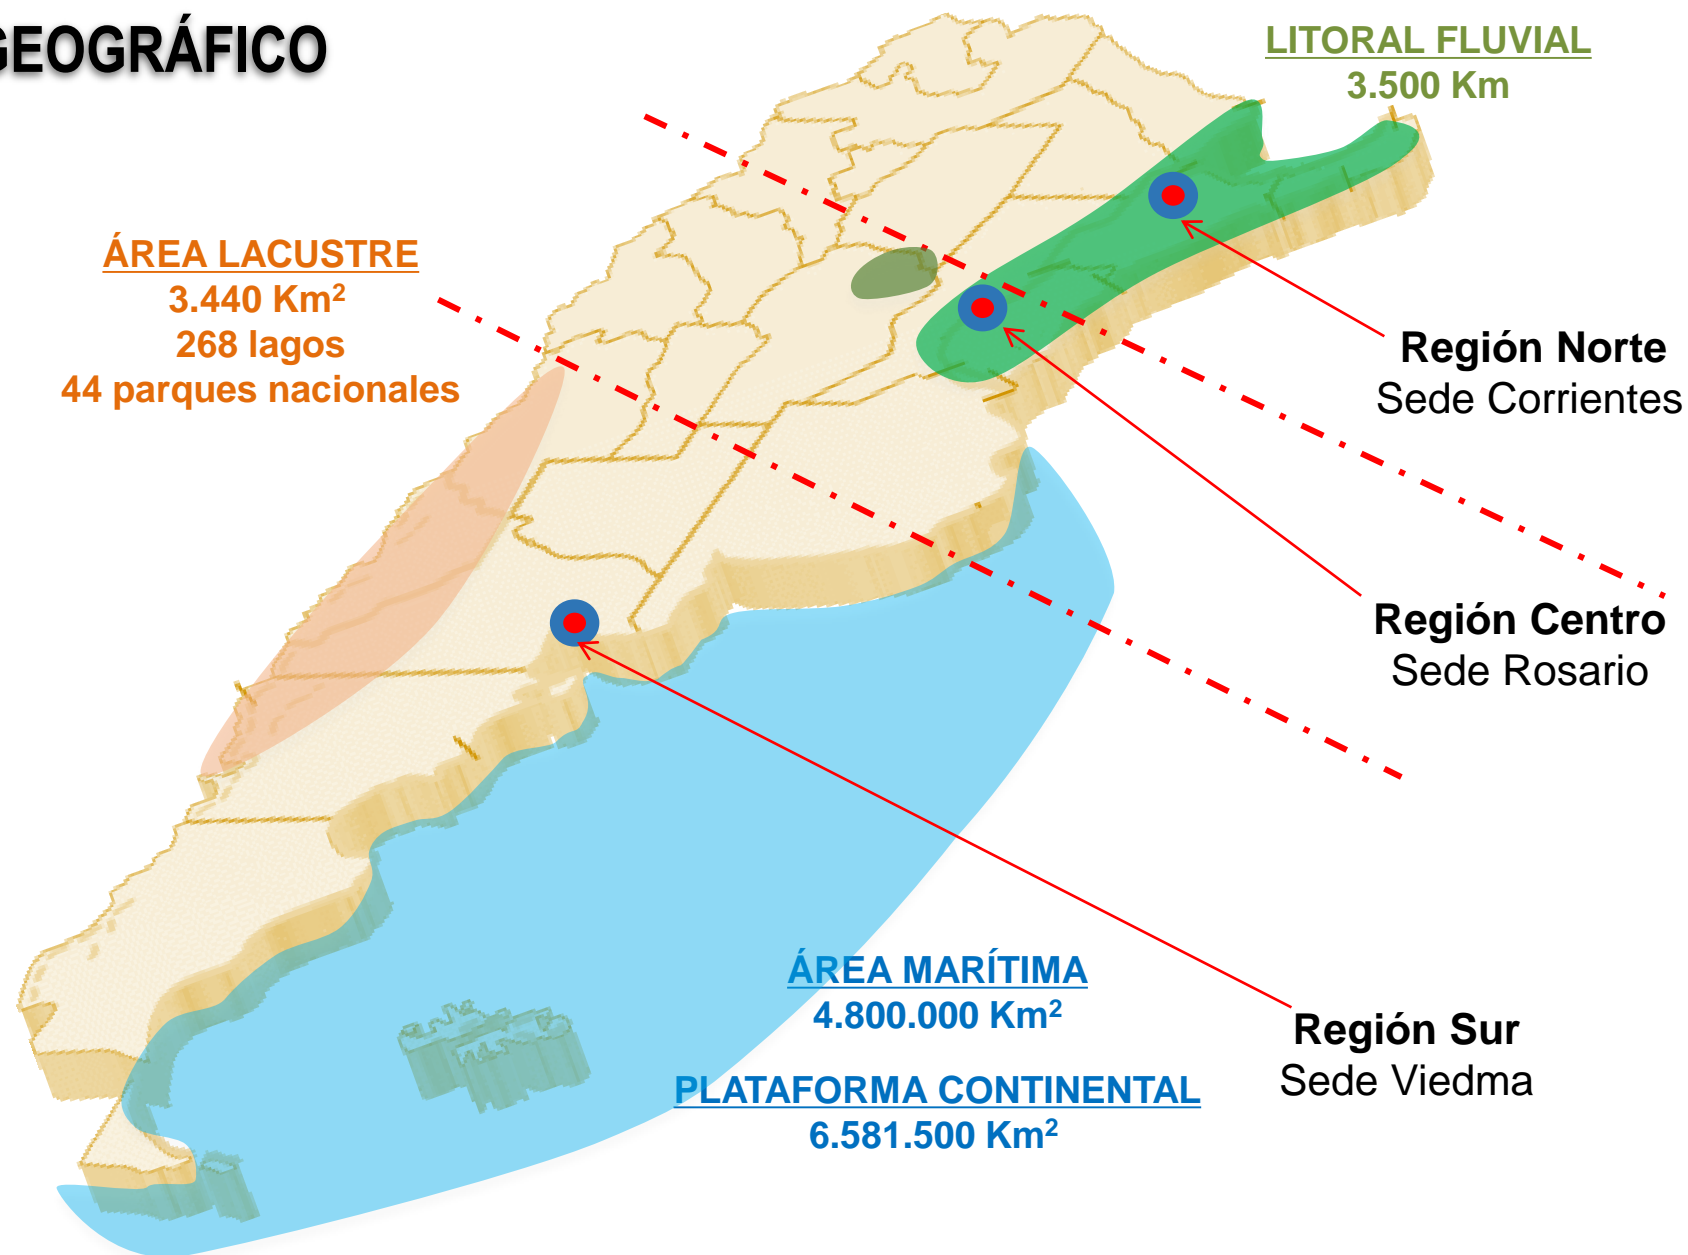 GEOGRÁFICO
LITORAL FLUVIAL
3.500 Km
ÁREA LACUSTRE
3.440 Km²
268 lagos
44 parques nacionales
Región Norte
Sede Corrientes
Región Centro
Sede Rosario
ÁREA MARÍTIMA
4.800.000 Km²
PLATAFORMA CONTINENTAL
6.581.500 Km²
Región Sur
Sede Viedma